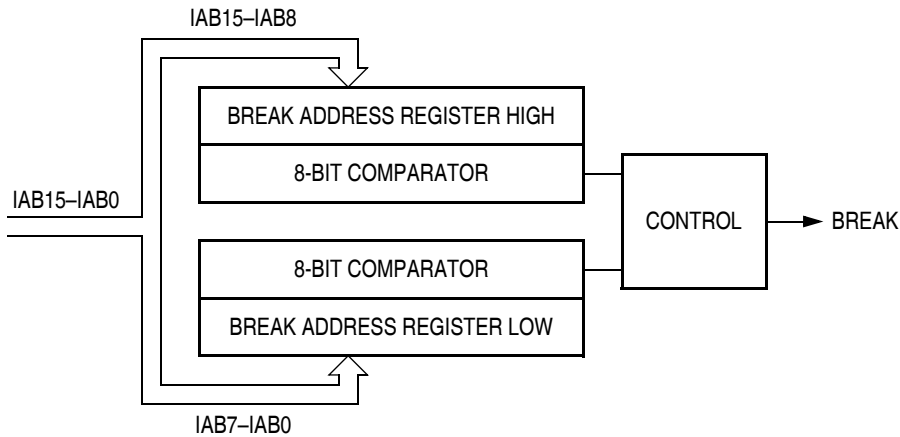 IAB15–IAB8
BREAK ADDRESS REGISTER HIGH
8-BIT COMPARATOR
IAB15–IAB0
CONTROL
BREAK
8-BIT COMPARATOR
BREAK ADDRESS REGISTER LOW
IAB7–IAB0